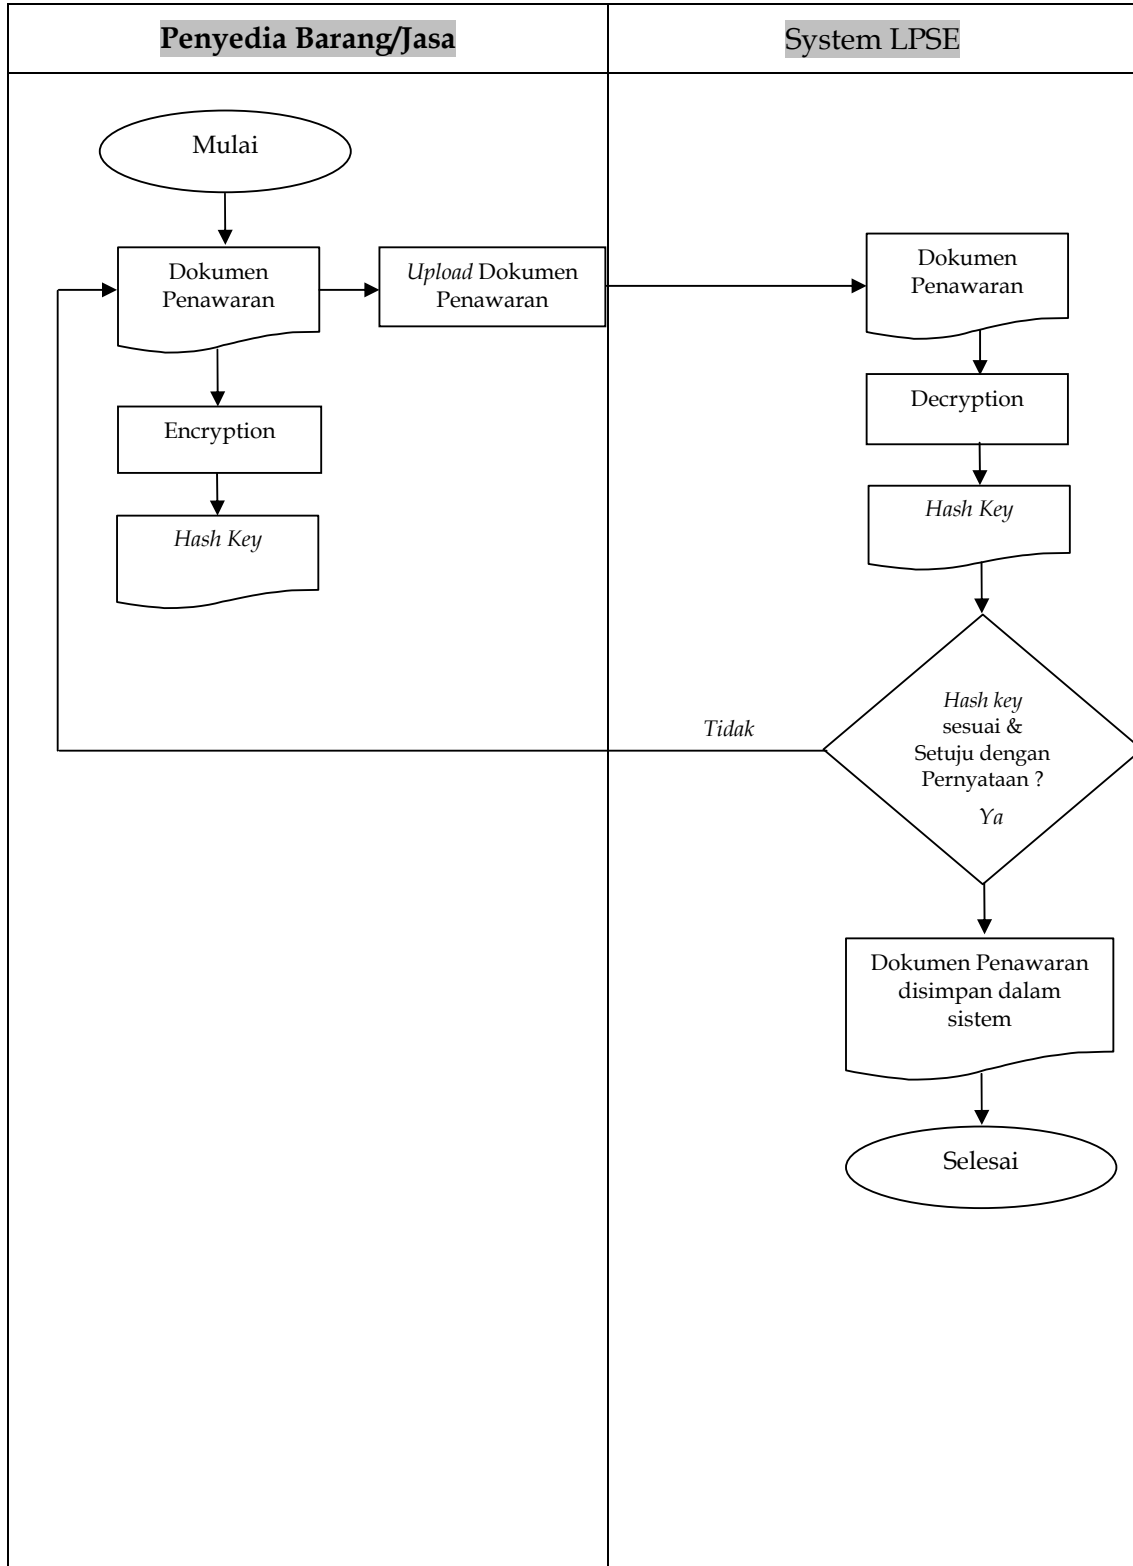 Penyedia Barang/Jasa
System LPSE
Mulai
Dokumen
Penawaran
Upload Dokumen
Penawaran
Encryption
Hash Key
Dokumen
Penawaran
Decryption
Hash Key
Hash key
sesuai &
Setuju dengan
Pernyataan ?
Ya
Tidak
Dokumen Penawaran
disimpan dalam
sistem
Selesai